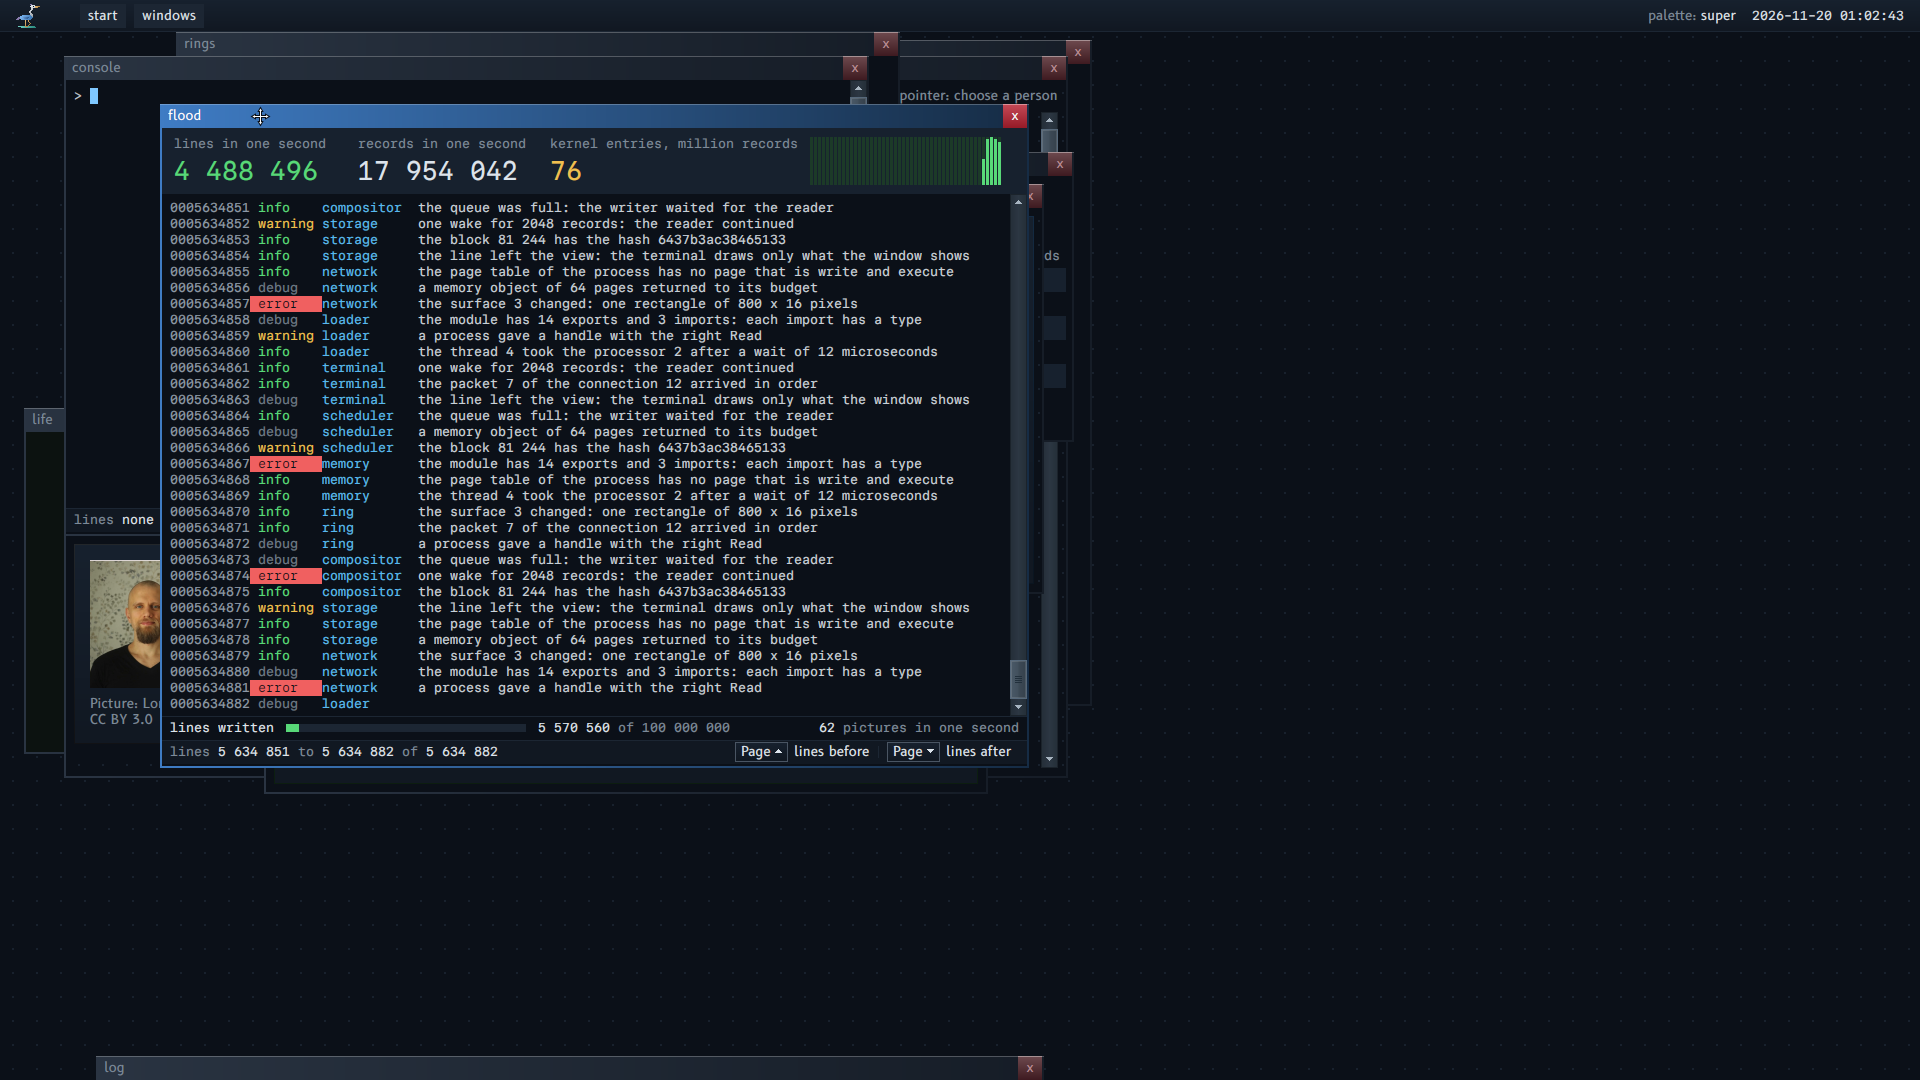 start windows palette: super 2026-11-20 01:02:43
rings x
x
console x
x
> pointer: choose a person
flood x
lines in one second records in one second kernel entries, million records
4 488 496 17 954 042 76
x
x
ds
0005634851 info compositor the queue was full: the writer waited for the reader
0005634852 warning storage one wake for 2048 records: the reader continued
0005634853 info storage the block 81 244 has the hash 6437b3ac38465133
0005634854 info storage the line left the view: the terminal draws only what the window shows
0005634855 info network the page table of the process has no page that is write and execute
0005634856 debug network a memory object of 64 pages returned to its budget
0005634857 error network the surface 3 changed: one rectangle of 800 x 16 pixels
0005634858 debug loader the module has 14 exports and 3 imports: each import has a type
0005634859 warning loader a process gave a handle with the right Read
0005634860 info loader the thread 4 took the processor 2 after a wait of 12 microseconds
0005634861 info terminal one wake for 2048 records: the reader continued
0005634862 info terminal the packet 7 of the connection 12 arrived in order
0005634863 debug terminal the line left the view: the terminal draws only what the window shows
0005634864 info scheduler the queue was full: the writer waited for the reader
0005634865 debug scheduler a memory object of 64 pages returned to its budget
0005634866 warning scheduler the block 81 244 has the hash 6437b3ac38465133
0005634867 error memory the module has 14 exports and 3 imports: each import has a type
0005634868 info memory the page table of the process has no page that is write and execute
0005634869 info memory the thread 4 took the processor 2 after a wait of 12 microseconds
0005634870 info ring the surface 3 changed: one rectangle of 800 x 16 pixels
0005634871 info ring the packet 7 of the connection 12 arrived in order
0005634872 debug ring a process gave a handle with the right Read
0005634873 debug compositor the queue was full: the writer waited for the reader
0005634874 error compositor one wake for 2048 records: the reader continued
0005634875 info compositor the block 81 244 has the hash 6437b3ac38465133
0005634876 warning storage the line left the view: the terminal draws only what the window shows
0005634877 info storage the page table of the process has no page that is write and execute
0005634878 info storage a memory object of 64 pages returned to its budget
0005634879 info network the surface 3 changed: one rectangle of 800 x 16 pixels
0005634880 debug network the module has 14 exports and 3 imports: each import has a type
0005634881 error network a process gave a handle with the right Read
0005634882 debug loader
lines written 5 570 560 of 100 000 000 62 pictures in one second
lines 5 634 851 to 5 634 882 of 5 634 882 Page lines before Page lines after
life
lines none
Picture: Lo
CC BY 3.0
log x